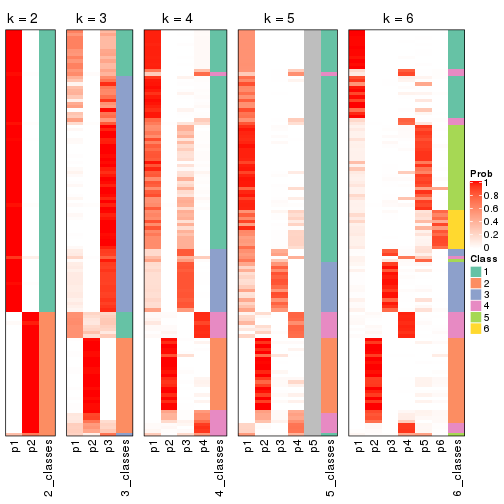 k = 2
k = 3
k = 4
k = 5
k = 6
p1
p2
2_classes
p1
p2
p3
3_classes
p1
p2
p3
p4
4_classes
p1
p2
p3
p4
p5
5_classes
p1
p2
p3
p4
p5
p6
6_classes
Prob
1
0.8
0.6
0.4
0.2
0
Class
1
2
3
4
5
6